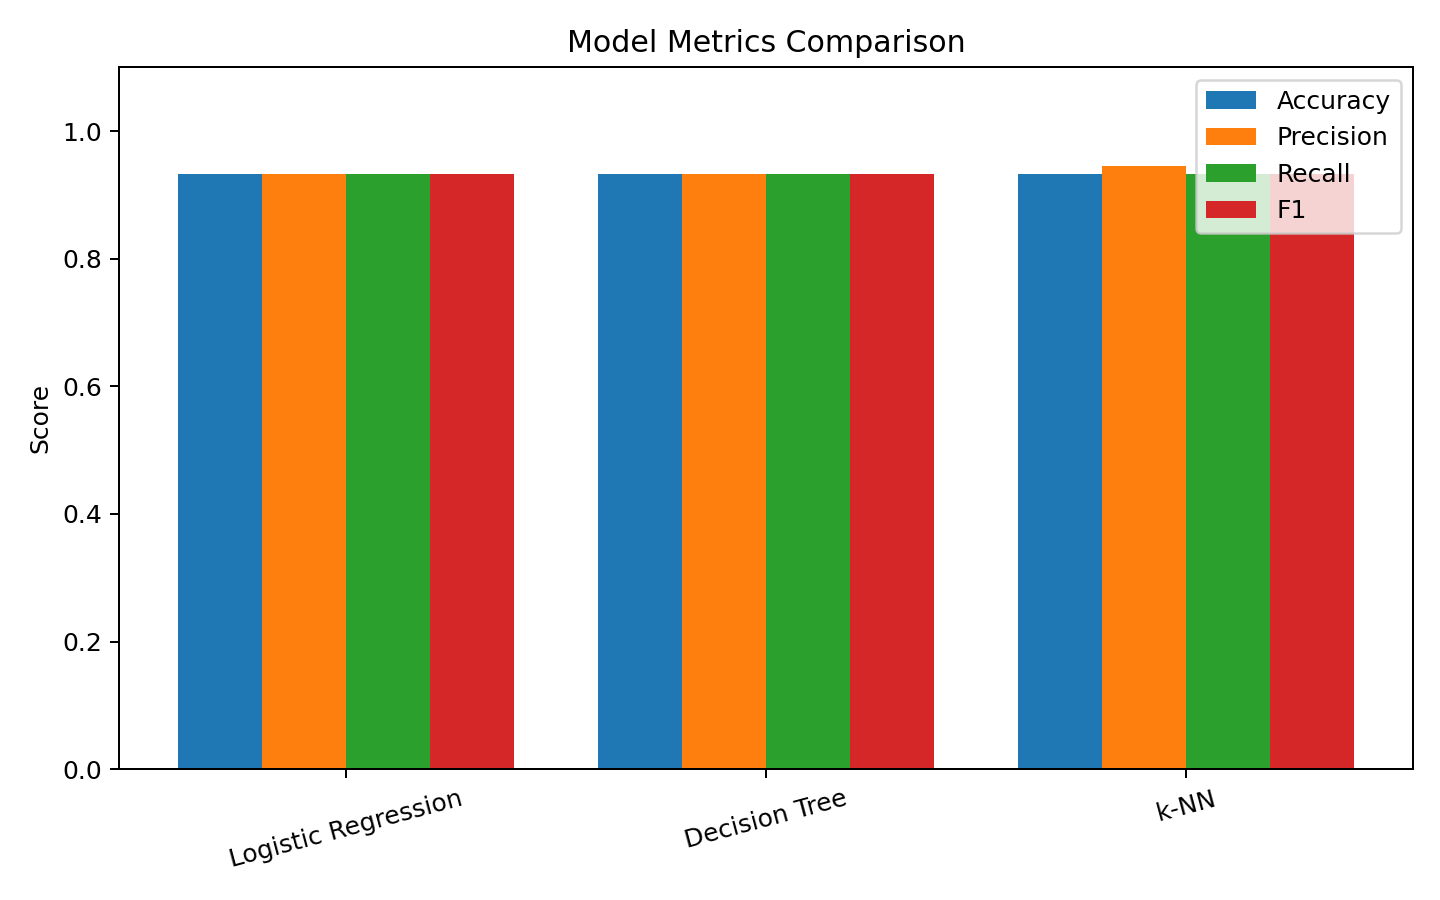 Model Metrics Comparison
Accuracy
Precision
Recall
F1
1.0
0.8
0.6
0.4
0.2
0.0
Score
Logistic Regression
Decision Tree
k-NN